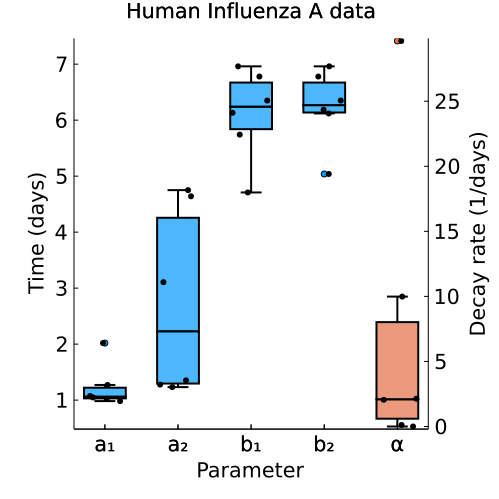 Human Influenza A data
7
6
5
4
3
2
1
Time (days)
25
20
15
10
5
0
Decay rate (1/days)
a₁ a₂ b₁ b₂ α
Parameter